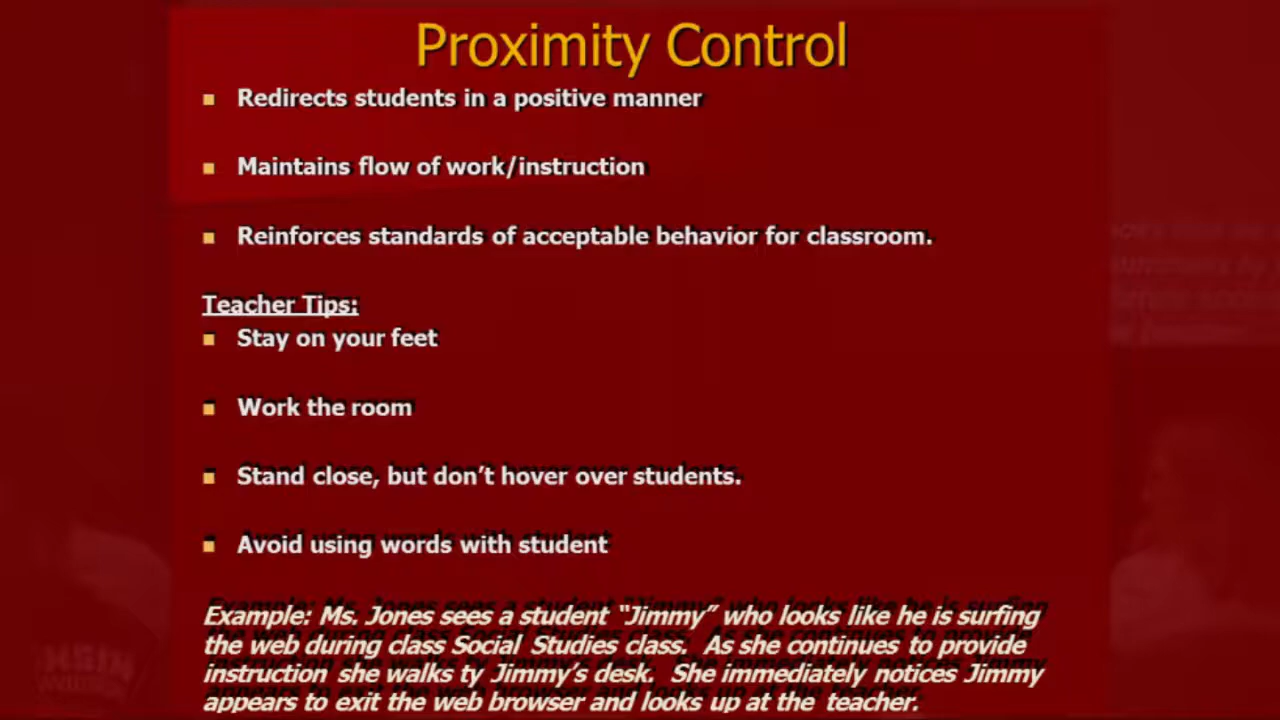 Proximity Control
Redirects students in a positive manner
Maintains flow of work/instruction
Reinforces standards of acceptable behavior for classroom.
Teacher Tips:
Stay on your feet
Work the room
Stand close, but don’t hover over students.
Avoid using words with student
Example: Ms. Jones sees a student “Jimmy” who looks like he is surfing
the web during class Social Studies class. As she continues to provide
instruction she walks ty Jimmy’s desk. She immediately notices Jimmy
appears to exit the web browser and looks up at the teacher.